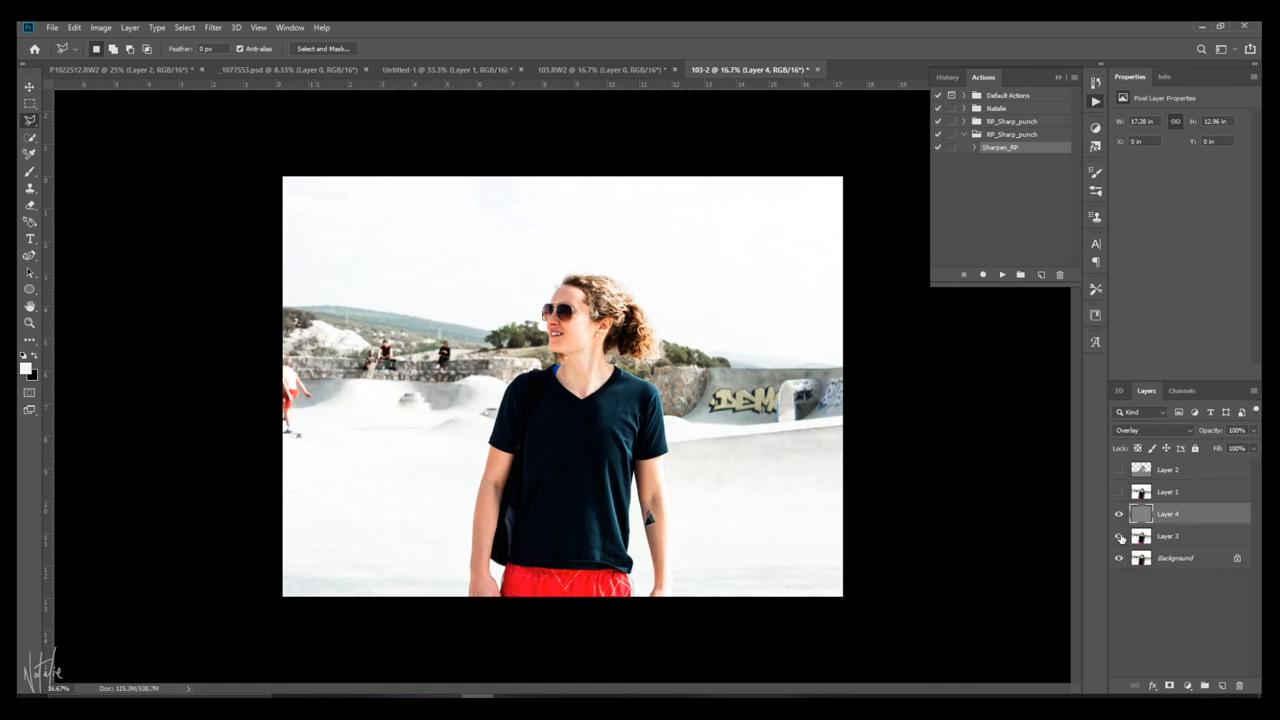 Ps File Edit Image Layer Type Select Filter 3D View Window Help
Feather: 0 px Anti-alias Select and Mask...
P1022512.RW2 @ 25% (Layer 2, RGB/16*) * × _1077553.psd @ 8.33% (Layer 0, RGB/16*) × Untitled-1 @ 33.3% (Layer 1, RGB/16) * × 103.RW2 @ 16.7% (Layer 0, RGB/16*) * × 103-2 @ 16.7% (Layer 4, RGB/16*) * ×
History Actions
Default Actions
Natalie
RP_Sharp_punch
RP_Sharp_punch
Sharpen_RP
Properties Info
Pixel Layer Properties
W: 17.28 in H: 12.96 in
X: 0 in Y: 0 in
DEMO
3D Layers Channels
Kind
Overlay Opacity: 100%
Lock: Fill: 100%
Layer 2
Layer 1
Layer 4
Layer 3
Background
Natalie
16.67% Doc: 115.3M/538.7M